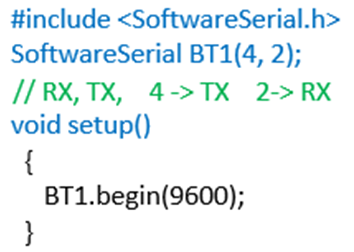 #include <SoftwareSerial.h>
SoftwareSerial BT1(4, 2);
// RX, TX, 4 -> TX 2-> RX
void setup()
{
BT1.begin(9600);
}